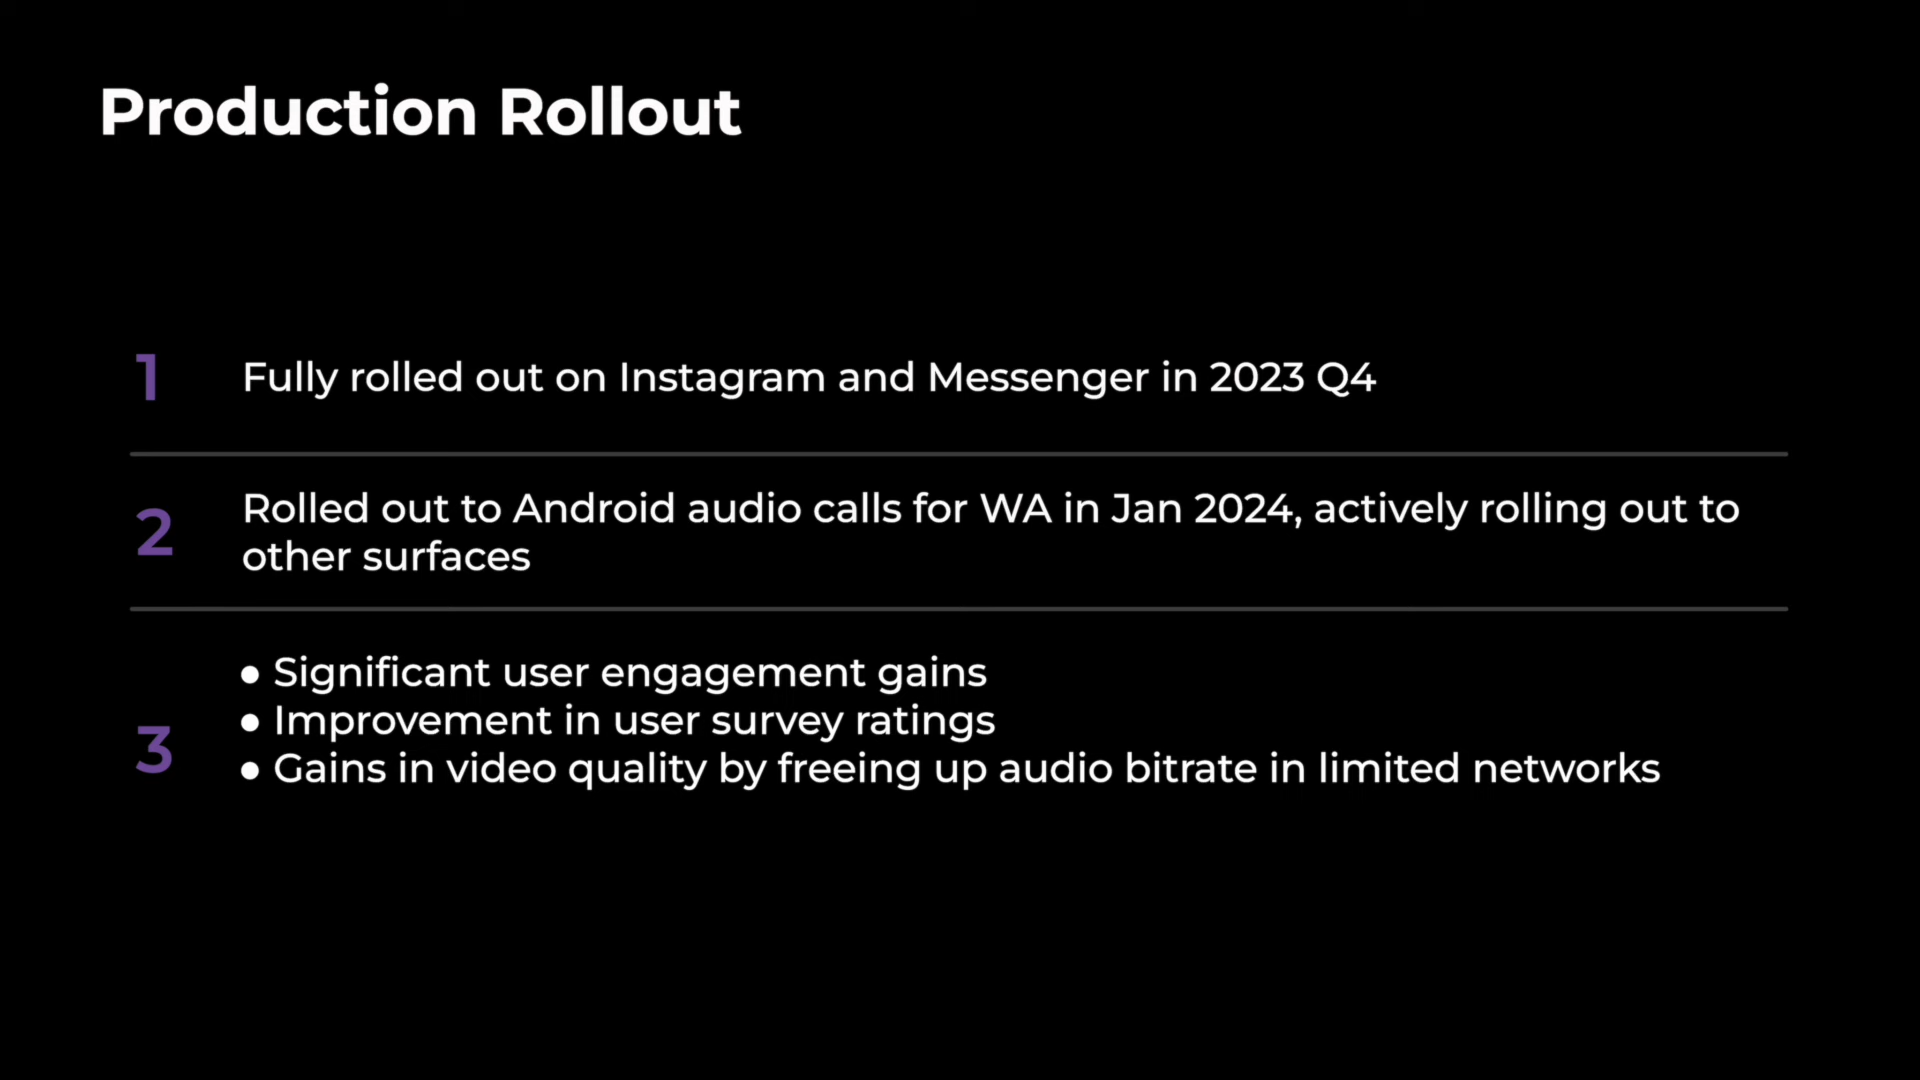 Production Rollout
1
Fully rolled out on Instagram and Messenger in 2023 Q4
2
Rolled out to Android audio calls for WA in Jan 2024, actively rolling out to
other surfaces
3
● Significant user engagement gains
● Improvement in user survey ratings
● Gains in video quality by freeing up audio bitrate in limited networks